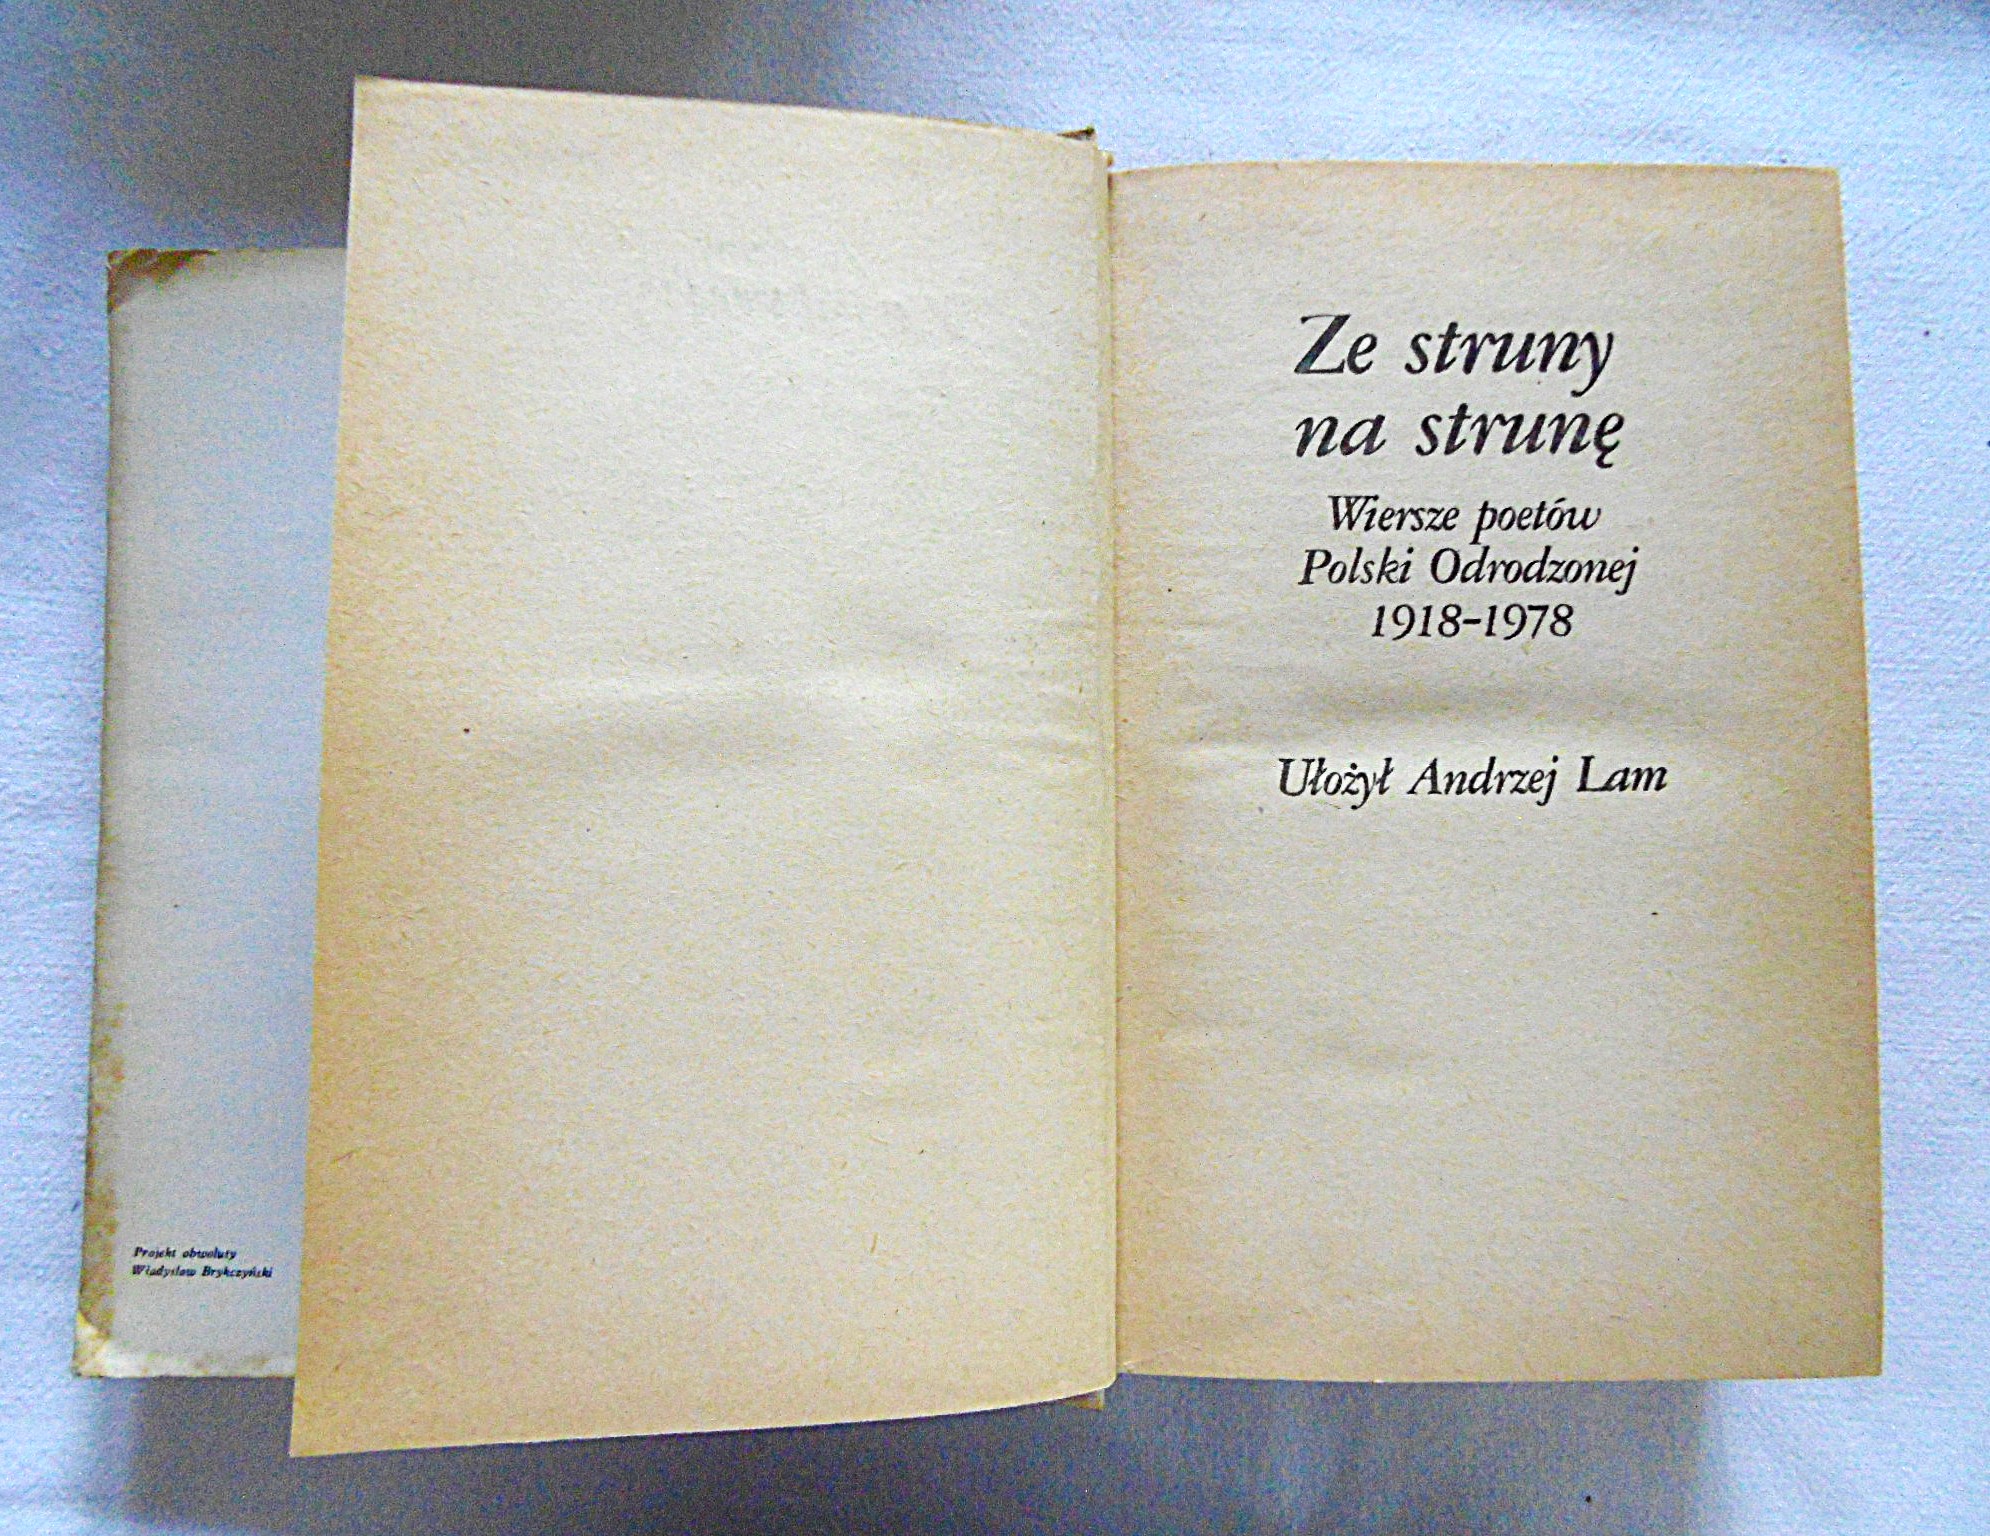 Ze struny
na strunę
Wiersze poetów
Polski Odrodzonej
1918-1978
Ułożył Andrzej Lam
Projekt obwoluty
Władysław Brykczyński